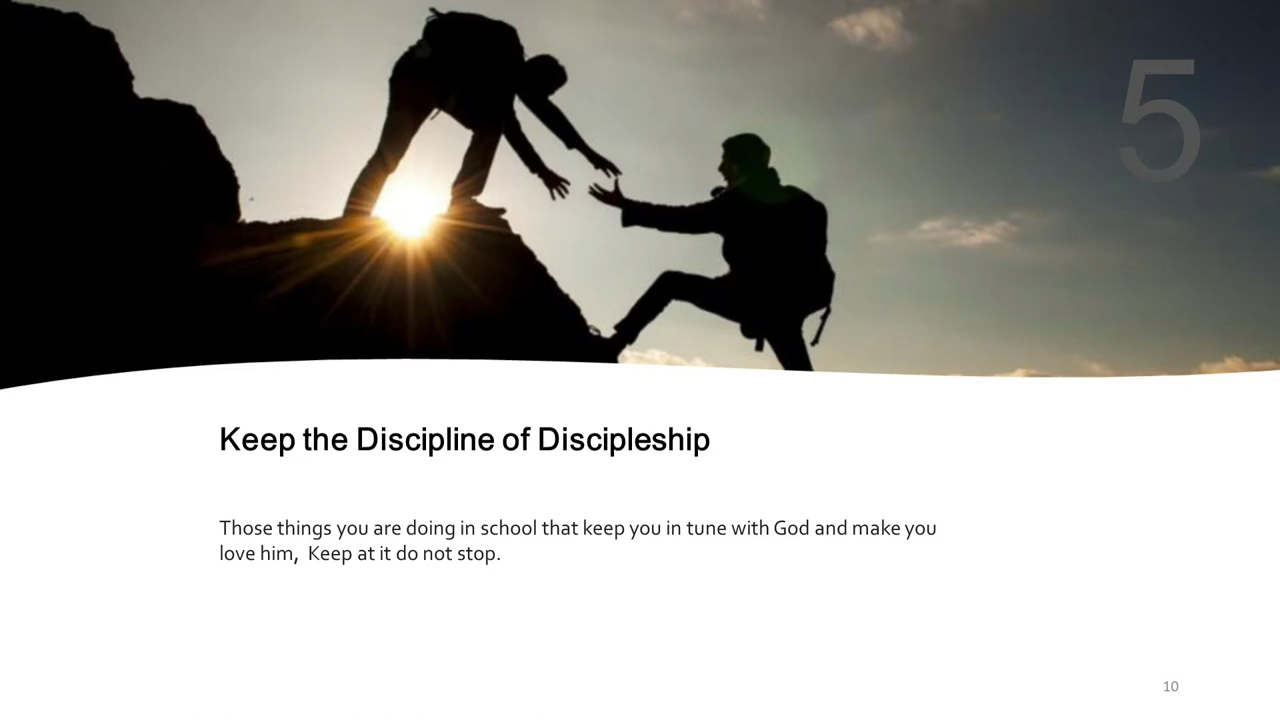 5
Keep the Discipline of Discipleship
Those things you are doing in school that keep you in tune with God and make you
love him,  Keep at it do not stop.
10